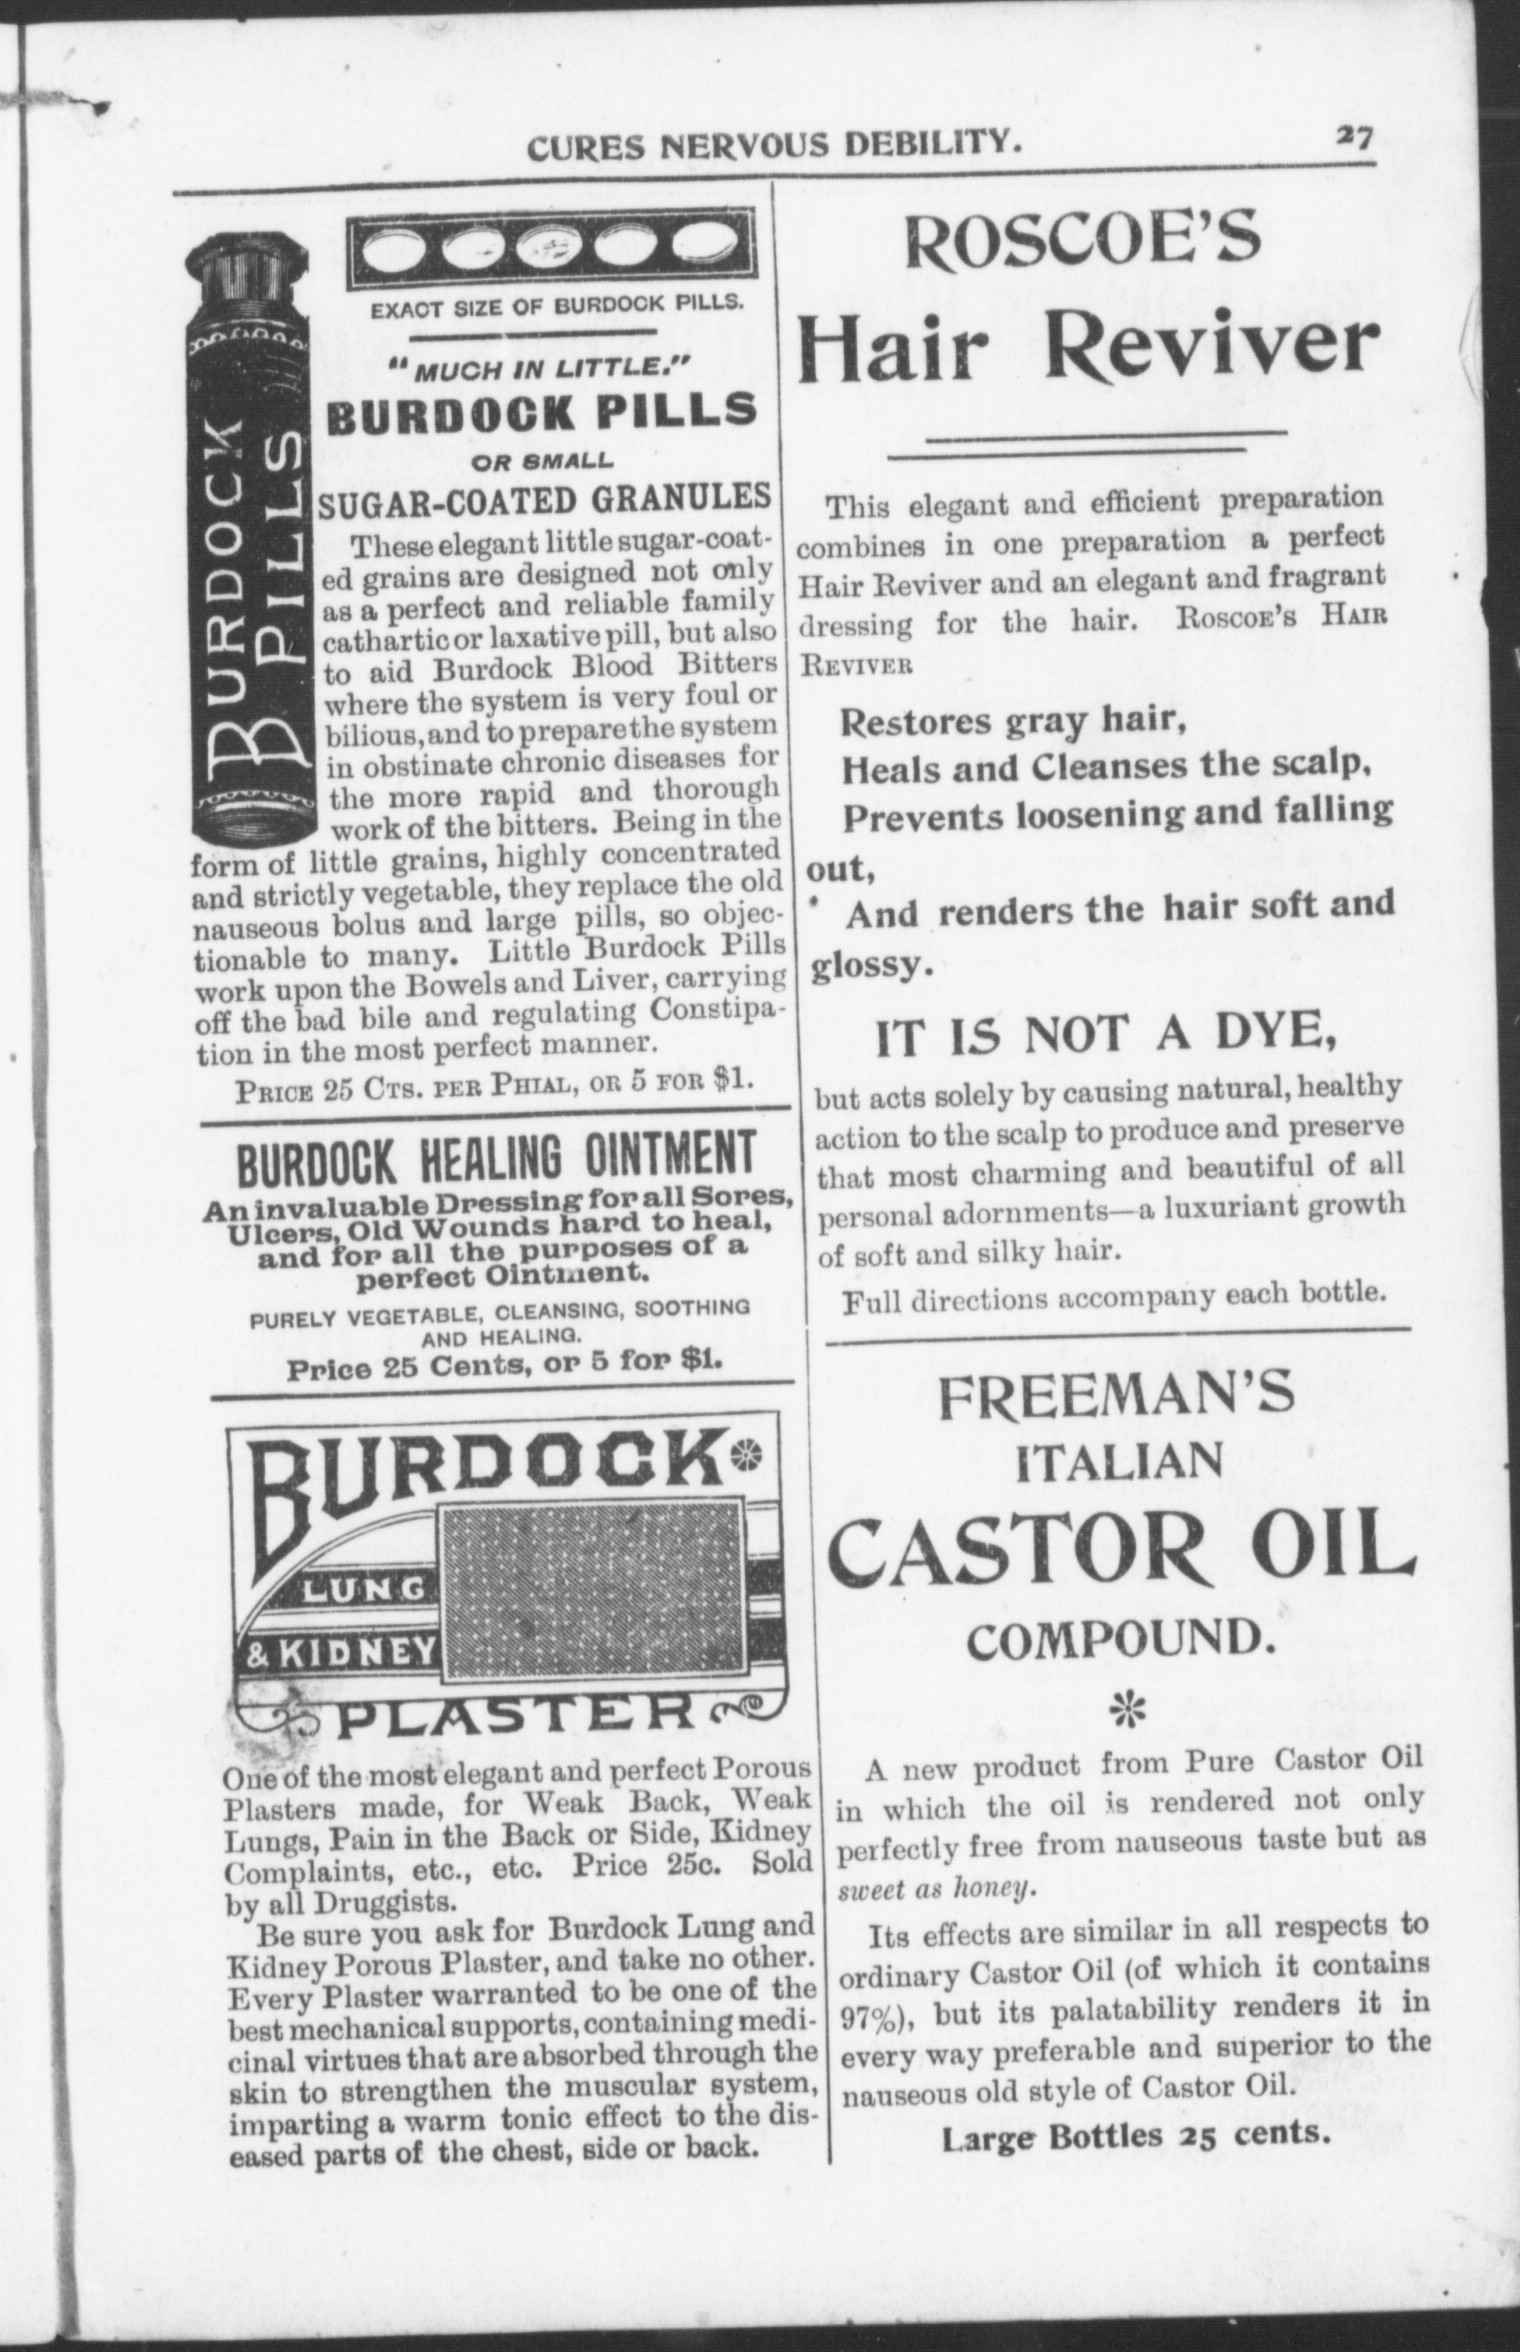 CURES NERVOUS DEBILITY. 27
BURDOCK
PILLS
EXACT SIZE OF BURDOCK PILLS.
"MUCH IN LITTLE."
BURDOCK PILLS
OR SMALL
SUGAR-COATED GRANULES
These elegant little sugar-coat-
ed grains are designed not only
as a perfect and reliable family
cathartic or laxative pill, but also
to aid Burdock Blood Bitters
where the system is very foul or
bilious, and to prepare the system
in obstinate chronic diseases for
the more rapid and thorough
work of the bitters. Being in the
form of little grains, highly concentrated
and strictly vegetable, they replace the old
nauseous bolus and large pills, so objec-
tionable to many. Little Burdock Pills
work upon the Bowels and Liver, carrying
off the bad bile and regulating Constipa-
tion in the most perfect manner.
PRICE 25 CTS. PER PHIAL, OR 5 FOR $1.
BURDOCK HEALING OINTMENT
An invaluable Dressing for all Sores,
Ulcers, Old Wounds hard to heal,
and for all the purposes of a
perfect Ointment.
PURELY VEGETABLE, CLEANSING, SOOTHING
AND HEALING.
Price 25 Cents, or 5 for $1.
BURDOCK
LUNG
& KIDNEY
PLASTER
One of the most elegant and perfect Porous
Plasters made, for Weak Back, Weak
Lungs, Pain in the Back or Side, Kidney
Complaints, etc., etc. Price 25c. Sold
by all Druggists.
Be sure you ask for Burdock Lung and
Kidney Porous Plaster, and take no other.
Every Plaster warranted to be one of the
best mechanical supports, containing medi-
cinal virtues that are absorbed through the
skin to strengthen the muscular system,
imparting a warm tonic effect to the dis-
eased parts of the chest, side or back.
ROSCOE'S
Hair Reviver
This elegant and efficient preparation
combines in one preparation a perfect
Hair Reviver and an elegant and fragrant
dressing for the hair. ROSCOE'S HAIR
REVIVER
Restores gray hair,
Heals and Cleanses the scalp,
Prevents loosening and falling
out,
And renders the hair soft and
glossy.
IT IS NOT A DYE,
but acts solely by causing natural, healthy
action to the scalp to produce and preserve
that most charming and beautiful of all
personal adornments—a luxuriant growth
of soft and silky hair.
Full directions accompany each bottle.
FREEMAN'S
ITALIAN
CASTOR OIL
COMPOUND.
A new product from Pure Castor Oil
in which the oil is rendered not only
perfectly free from nauseous taste but as
sweet as honey.
Its effects are similar in all respects to
ordinary Castor Oil (of which it contains
97%), but its palatability renders it in
every way preferable and superior to the
nauseous old style of Castor Oil.
Large Bottles 25 cents.